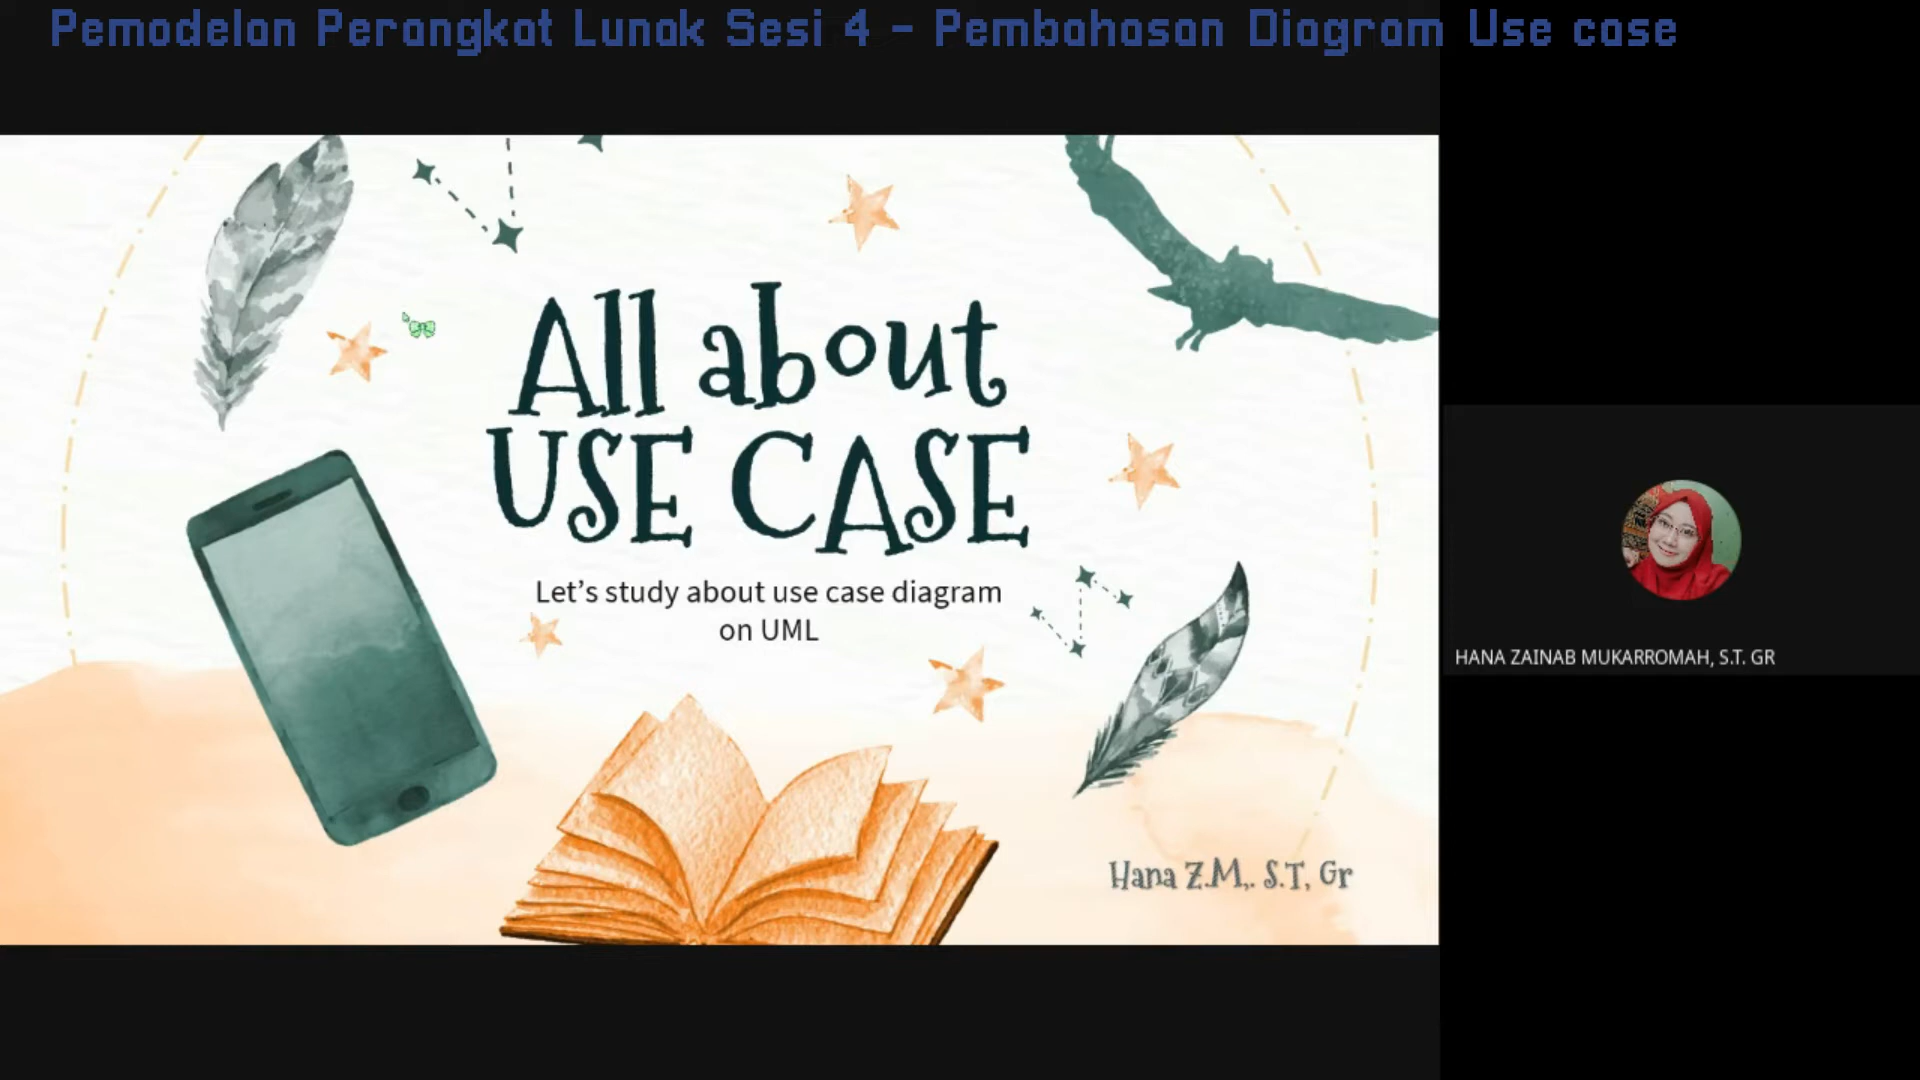 Pemodelan Perangkat Lunak Sesi 4 - Pembahasan Diagram Use case
All about
USE CASE
Let's study about use case diagram
on UML
Hana Z.M,. S.T, Gr
HANA ZAINAB MUKARROMAH, S.T. GR